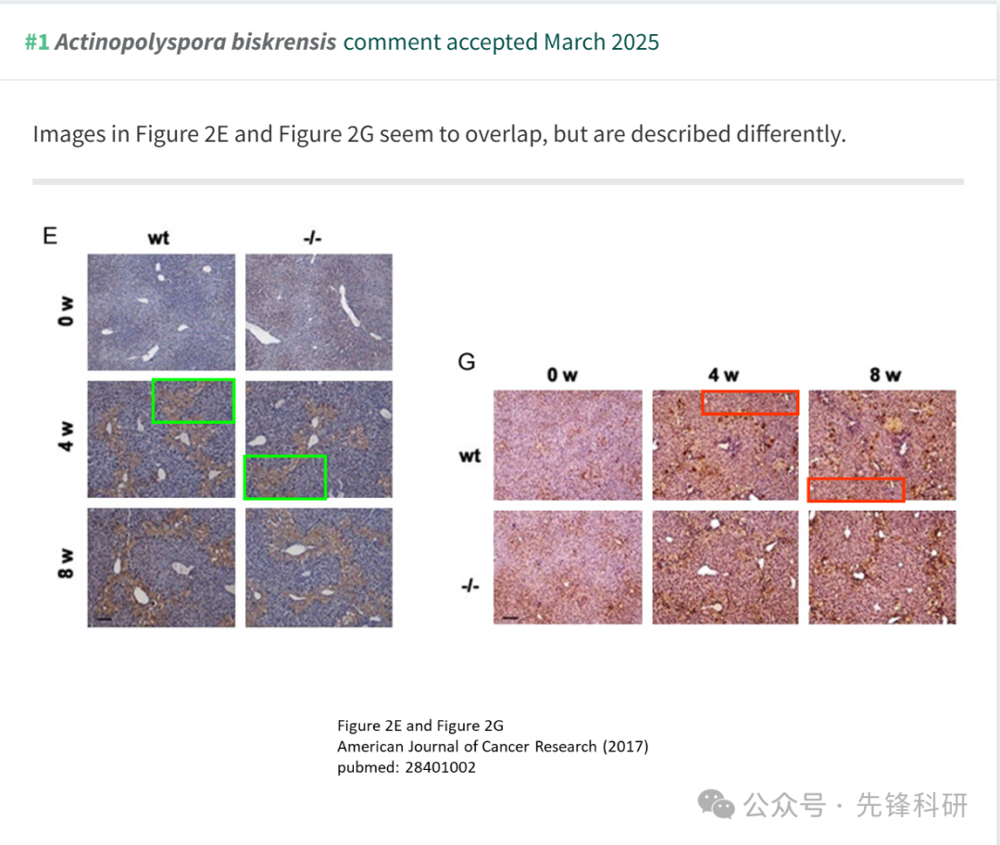 #1 Actinopolyspora biskrensis comment accepted March 2025
Images in Figure 2E and Figure 2G seem to overlap, but are described differently.
E
wt -/-
0 w
4 w
8 w
G
0 w 4 w 8 w
wt
-/-
Figure 2E and Figure 2G
American Journal of Cancer Research (2017)
pubmed: 28401002
公众号 · 先锋科研